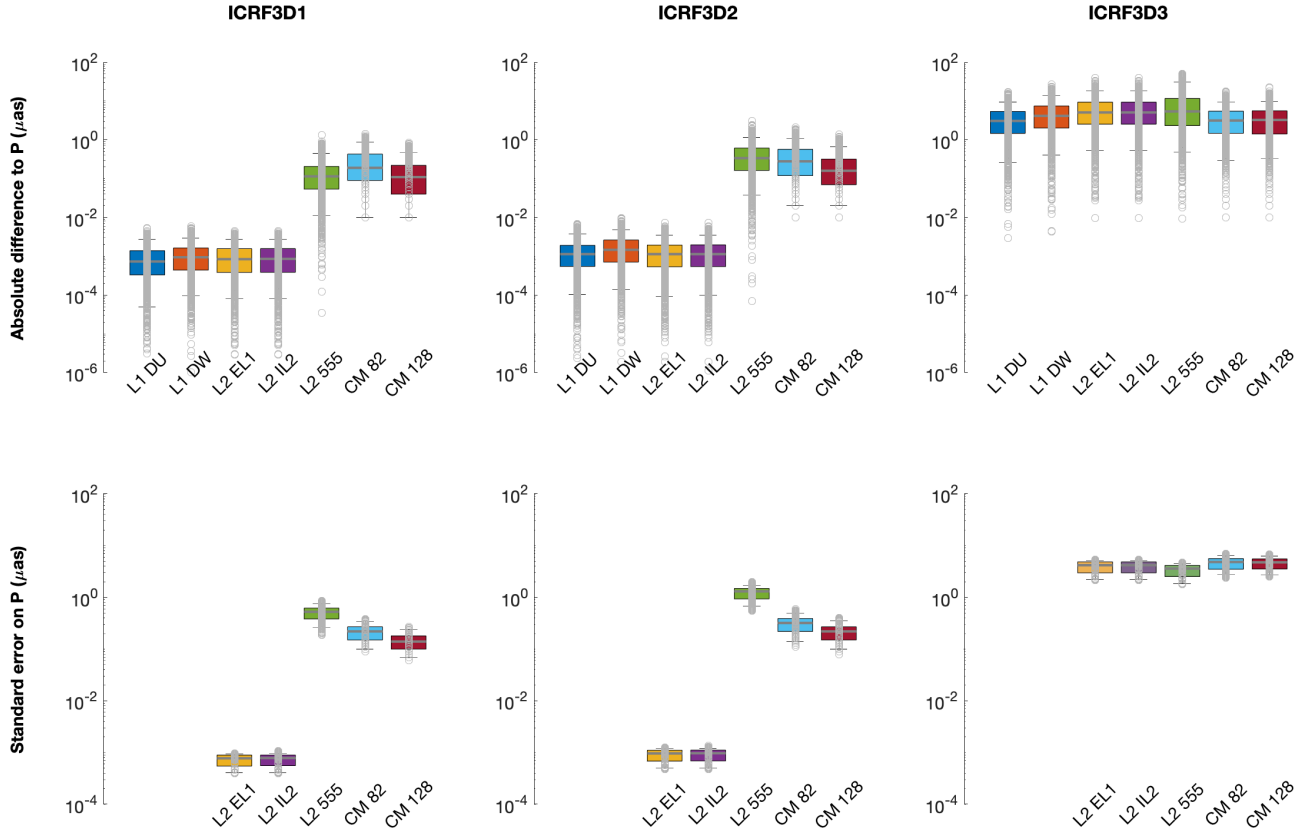 ICRF3D1
ICRF3D2
ICRF3D3
Absolute difference to P (μas)
10^2
10^0
10^-2
10^-4
10^-6
L1 DU
L1 DW
L2 EL1
L2 IL2
L2 555
CM 82
CM 128
10^2
10^0
10^-2
10^-4
10^-6
L1 DU
L1 DW
L2 EL1
L2 IL2
L2 555
CM 82
CM 128
10^2
10^0
10^-2
10^-4
10^-6
L1 DU
L1 DW
L2 EL1
L2 IL2
L2 555
CM 82
CM 128
Standard error on P (μas)
10^2
10^0
10^-2
10^-4
L2 EL1
L2 IL2
L2 555
CM 82
CM 128
10^2
10^0
10^-2
10^-4
L2 EL1
L2 IL2
L2 555
CM 82
CM 128
10^2
10^0
10^-2
10^-4
L2 EL1
L2 IL2
L2 555
CM 82
CM 128